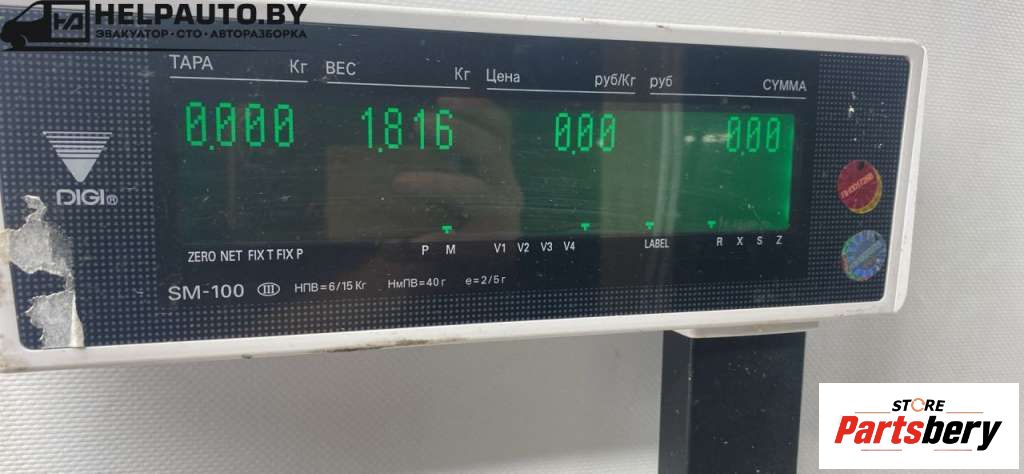 HELPAUTO.BY
ЭВАКУАТОР • СТО • АВТОРАЗБОРКА
ТАРА Кг ВЕС Кг Цена руб/Кг руб СУММА
0.000 1.816 0.00 0.00
DIGI®
ZERO NET FIX T FIX P P M V1 V2 V3 V4 LABEL R X S Z
SM-100 III НПВ=6/15 Кг НмПВ=40 г e=2/5 г
STORE
Partsbery